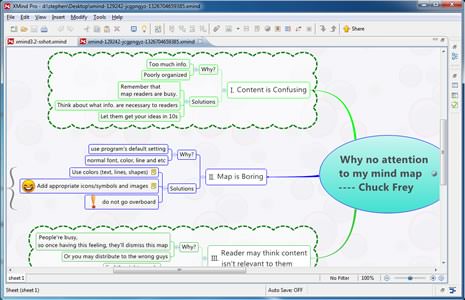 XMind Pro - d:\stephen\Desktop\xmind-129242-jcgpngyo-1326704659385.xmind
File Edit View Insert Modify Tools Help
Share
xmind3.2-sshot.xmind xmind-129242-jcgpngyo-1326704659385.xmind
Too much info.
Poorly organized
Why?
Remember that
map readers are busy.
Think about what info. are necessary to readers
Let them get your ideas in 10s
Solutions
I. Content is Confusing
use program's default setting
normal font, color, line and etc
Why?
Use colors (text, lines, shapes)
Add appropriate icons/symbols and images
do not go overboard
Solutions
II. Map is Boring
Why no attention
to my mind map
---- Chuck Frey
People're busy,
so once having this feeling, they'll dismiss this map
Or you may distribute to the wrong guys
Why?
III. Reader may think content
isn't relevant to them
sheet 1
No Filter 100%
Sheet (sheet 1) Auto Save: OFF